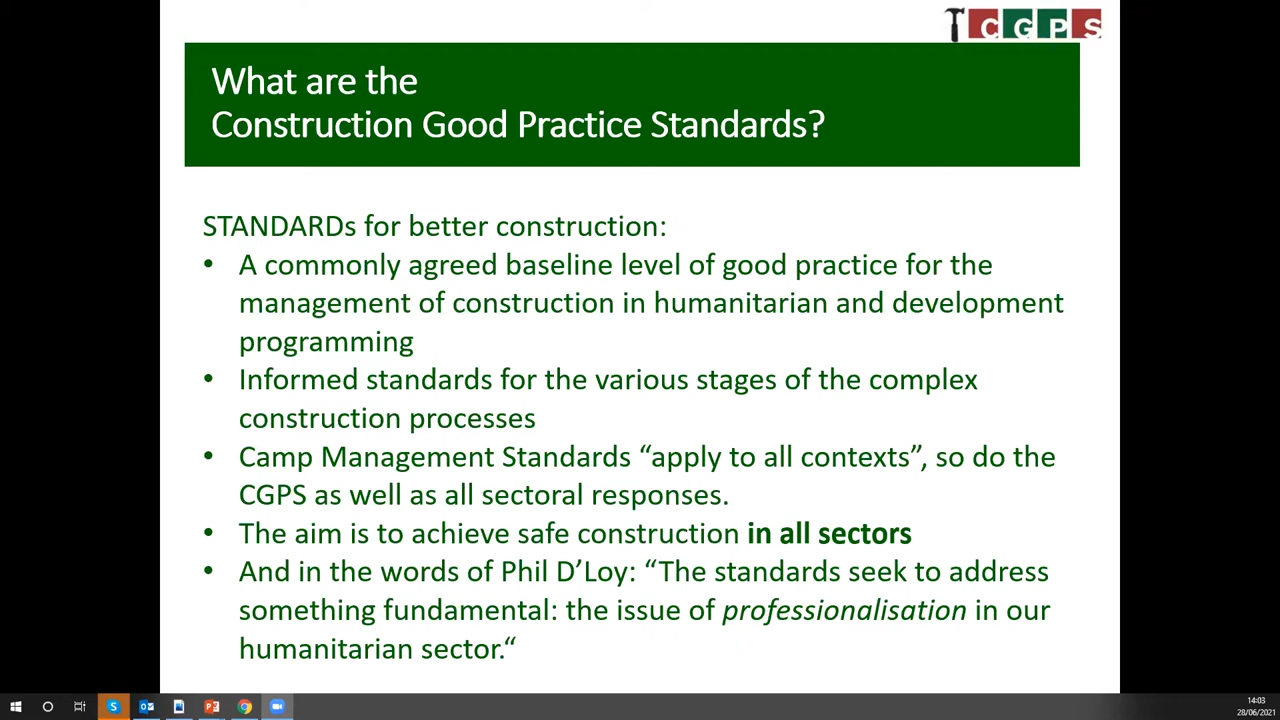 CGPS
What are the
Construction Good Practice Standards?
STANDARDs for better construction:
• A commonly agreed baseline level of good practice for the
management of construction in humanitarian and development
programming
• Informed standards for the various stages of the complex
construction processes
• Camp Management Standards “apply to all contexts”, so do the
CGPS as well as all sectoral responses.
• The aim is to achieve safe construction in all sectors
• And in the words of Phil D’Loy: “The standards seek to address
something fundamental: the issue of professionalisation in our
humanitarian sector.“
14:03
28/06/2021